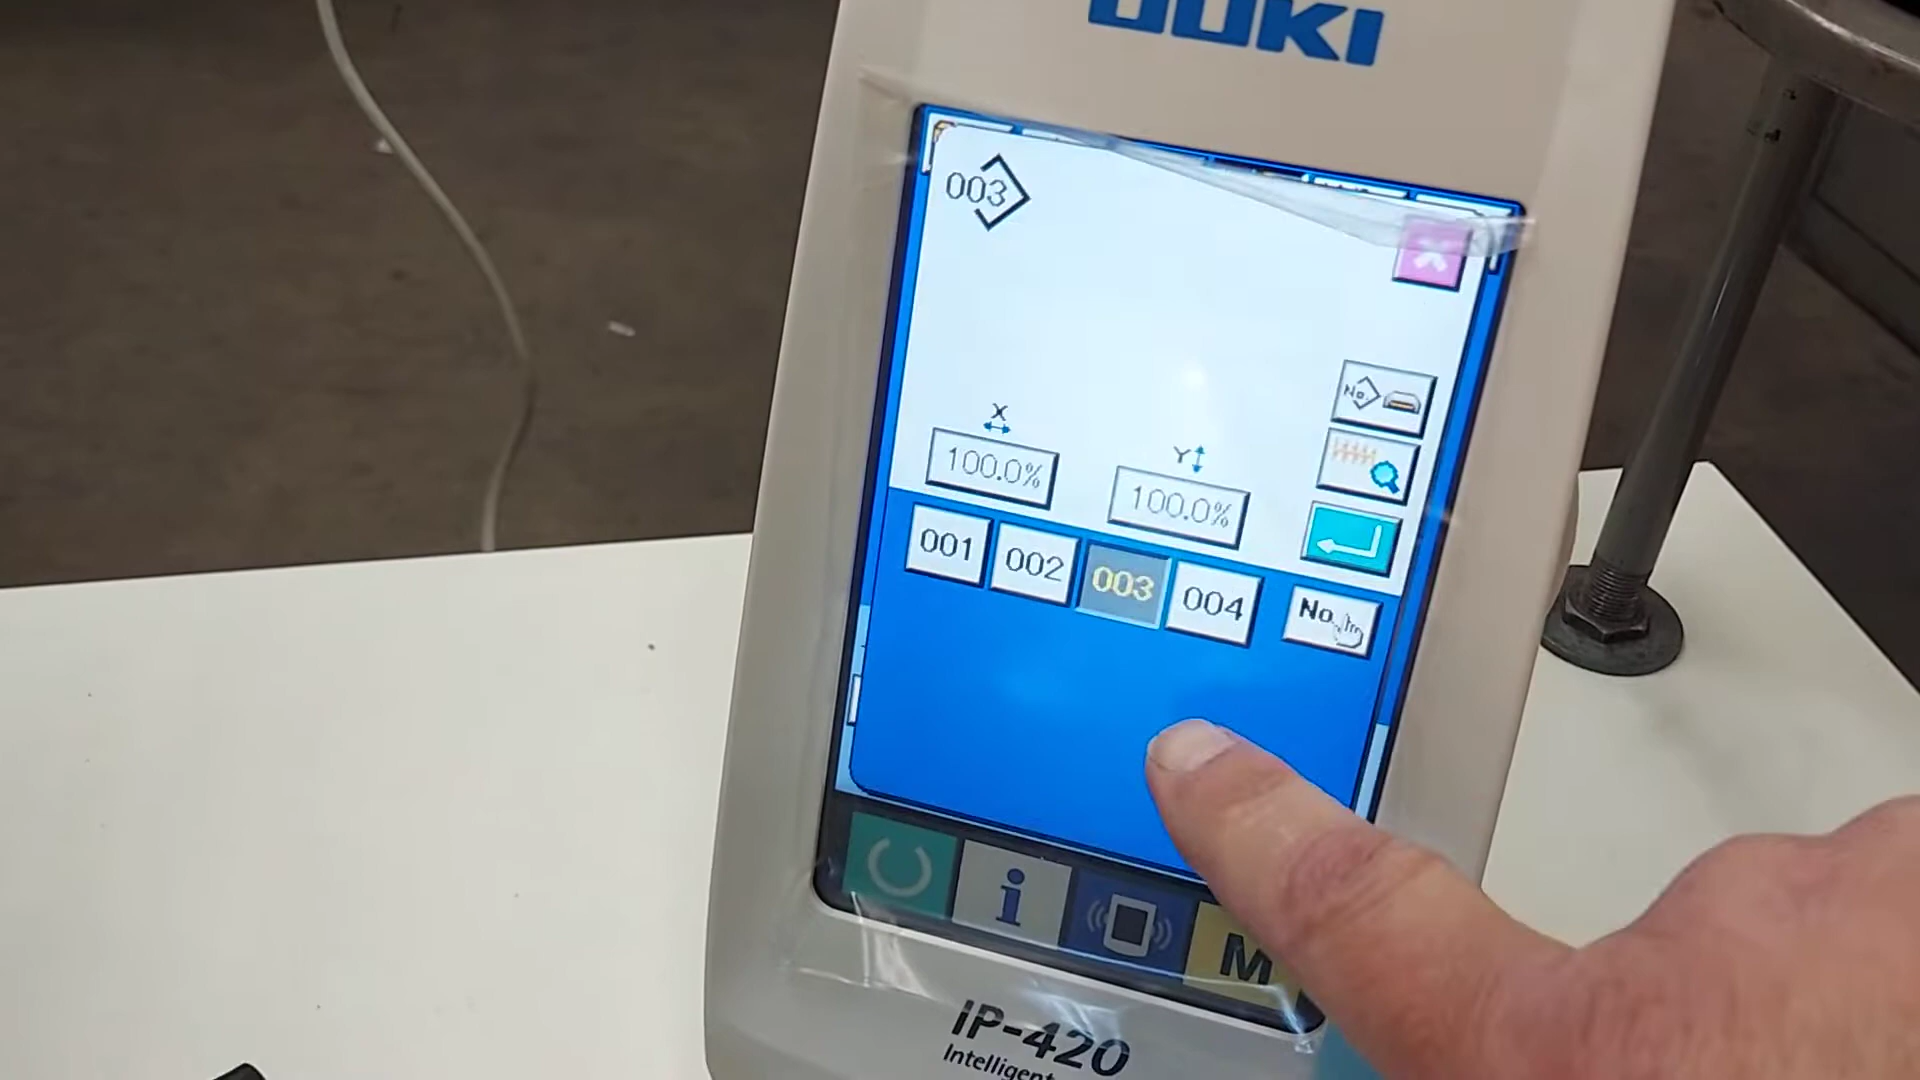 JUKI
003
No.
X
Y
100.0%
100.0%
001 002 003 004 No.
i
M
IP-420
Intelligent